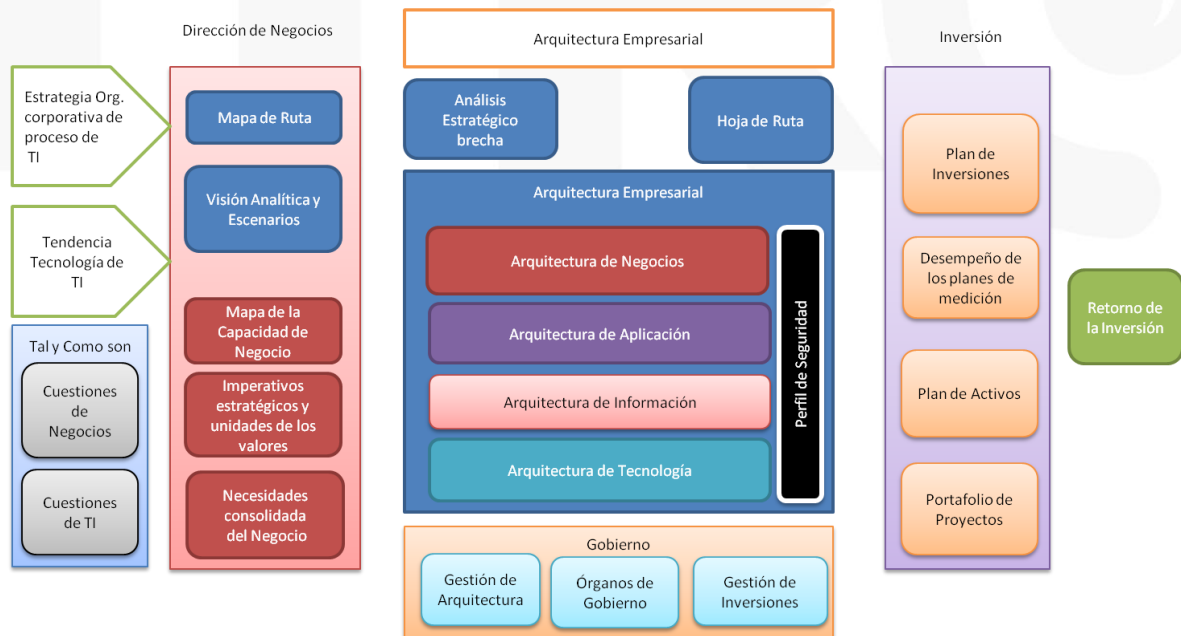 Dirección de Negocios
Arquitectura Empresarial
Inversión
Estrategia Org.
corporativa de
proceso de
TI
Tendencia
Tecnología de
TI
Tal y Como son
Cuestiones
de
Negocios
Cuestiones
de TI
Mapa de Ruta
Visión Analítica y
Escenarios
Mapa de la
Capacidad de
Negocio
Imperativos
estratégicos y
unidades de los
valores
Necesidades
consolidada
del Negocio
Análisis
Estratégico
brecha
Hoja de Ruta
Arquitectura Empresarial
Arquitectura de Negocios
Arquitectura de Aplicación
Arquitectura de Información
Arquitectura de Tecnología
Perfil de Seguridad
Gobierno
Gestión de
Arquitectura
Órganos de
Gobierno
Gestión de
Inversiones
Plan de
Inversiones
Desempeño de
los planes de
medición
Plan de Activos
Portafolio de
Proyectos
Retorno de
la Inversión